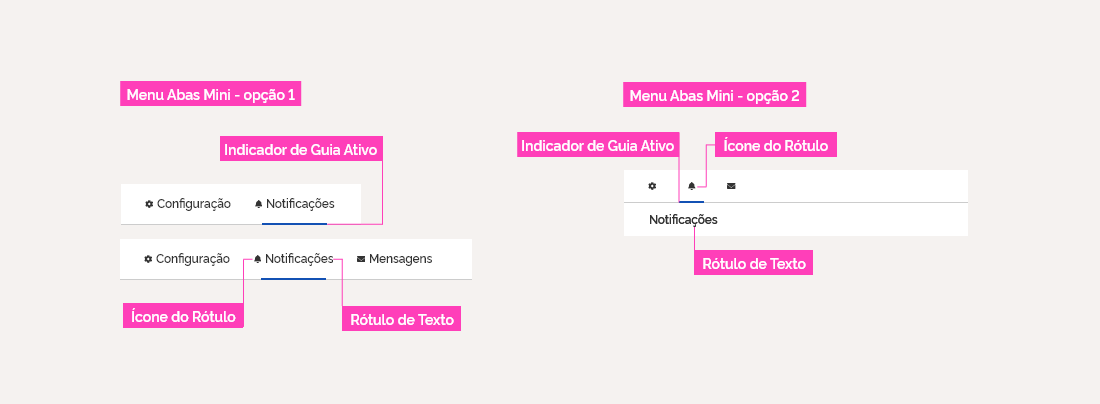 Menu Abas Mini - opção 1
Indicador de Guia Ativo
Configuração Notificações
Configuração Notificações Mensagens
Ícone do Rótulo
Rótulo de Texto
Menu Abas Mini - opção 2
Indicador de Guia Ativo
Ícone do Rótulo
Notificações
Rótulo de Texto